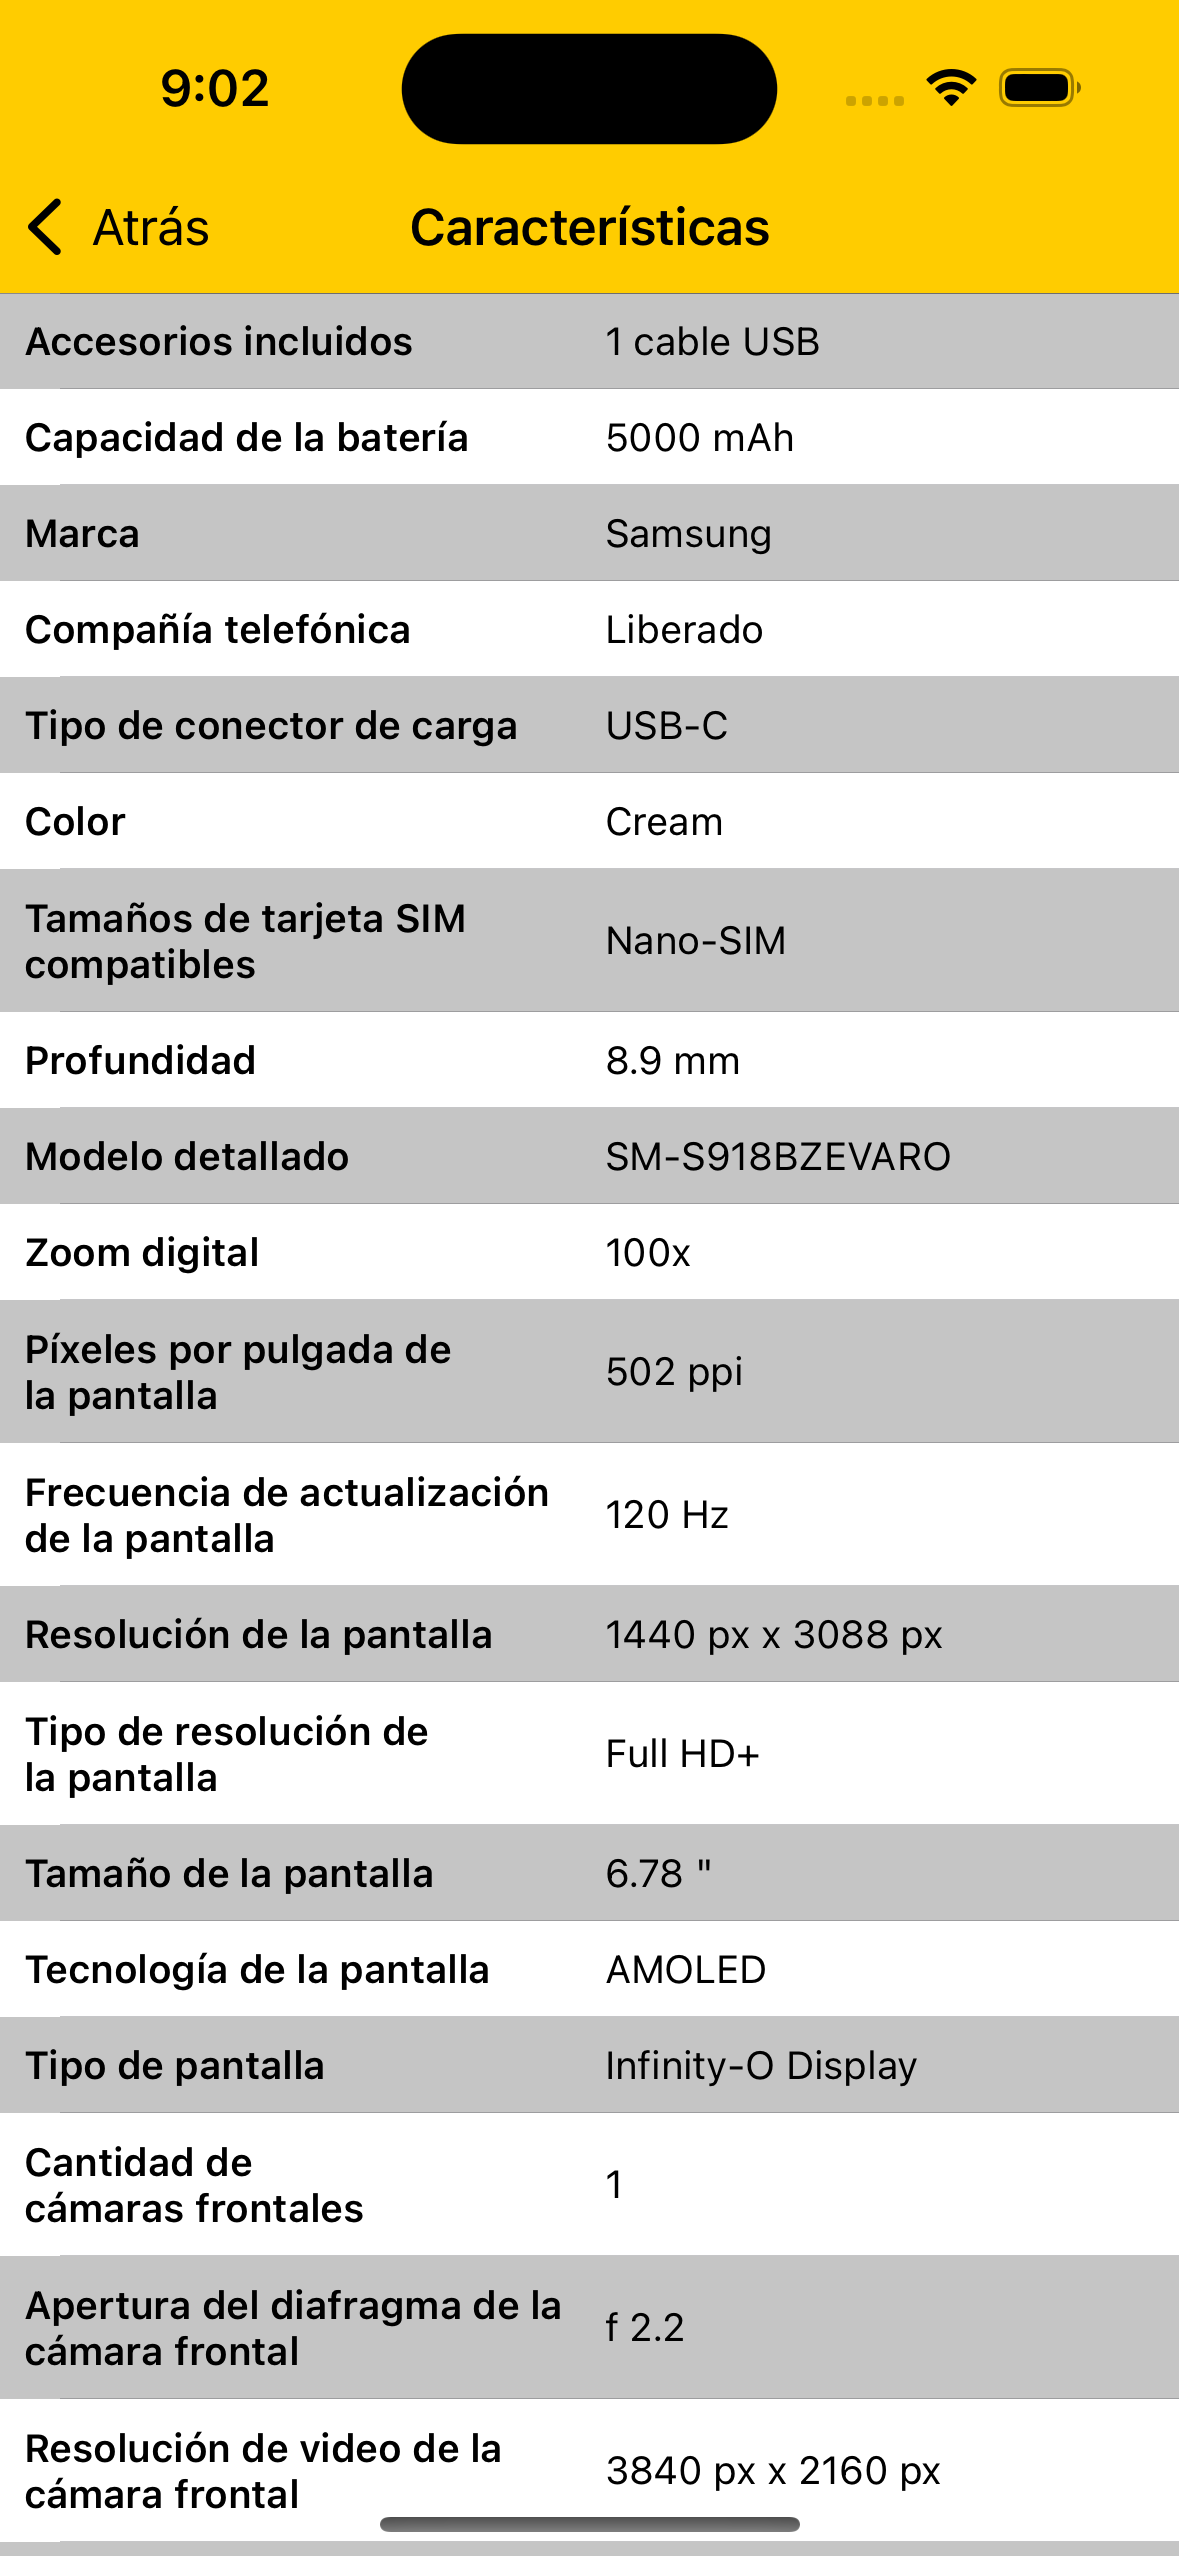 9:02
Atrás
Características
Accesorios incluidos 1 cable USB
Capacidad de la batería 5000 mAh
Marca Samsung
Compañía telefónica Liberado
Tipo de conector de carga USB-C
Color Cream
Tamaños de tarjeta SIM
compatibles
Nano-SIM
Profundidad 8.9 mm
Modelo detallado SM-S918BZEVARO
Zoom digital 100x
Píxeles por pulgada de
la pantalla
502 ppi
Frecuencia de actualización
de la pantalla
120 Hz
Resolución de la pantalla 1440 px x 3088 px
Tipo de resolución de
la pantalla
Full HD+
Tamaño de la pantalla 6.78 "
Tecnología de la pantalla AMOLED
Tipo de pantalla Infinity-O Display
Cantidad de
cámaras frontales
1
Apertura del diafragma de la
cámara frontal
f 2.2
Resolución de video de la
cámara frontal
3840 px x 2160 px